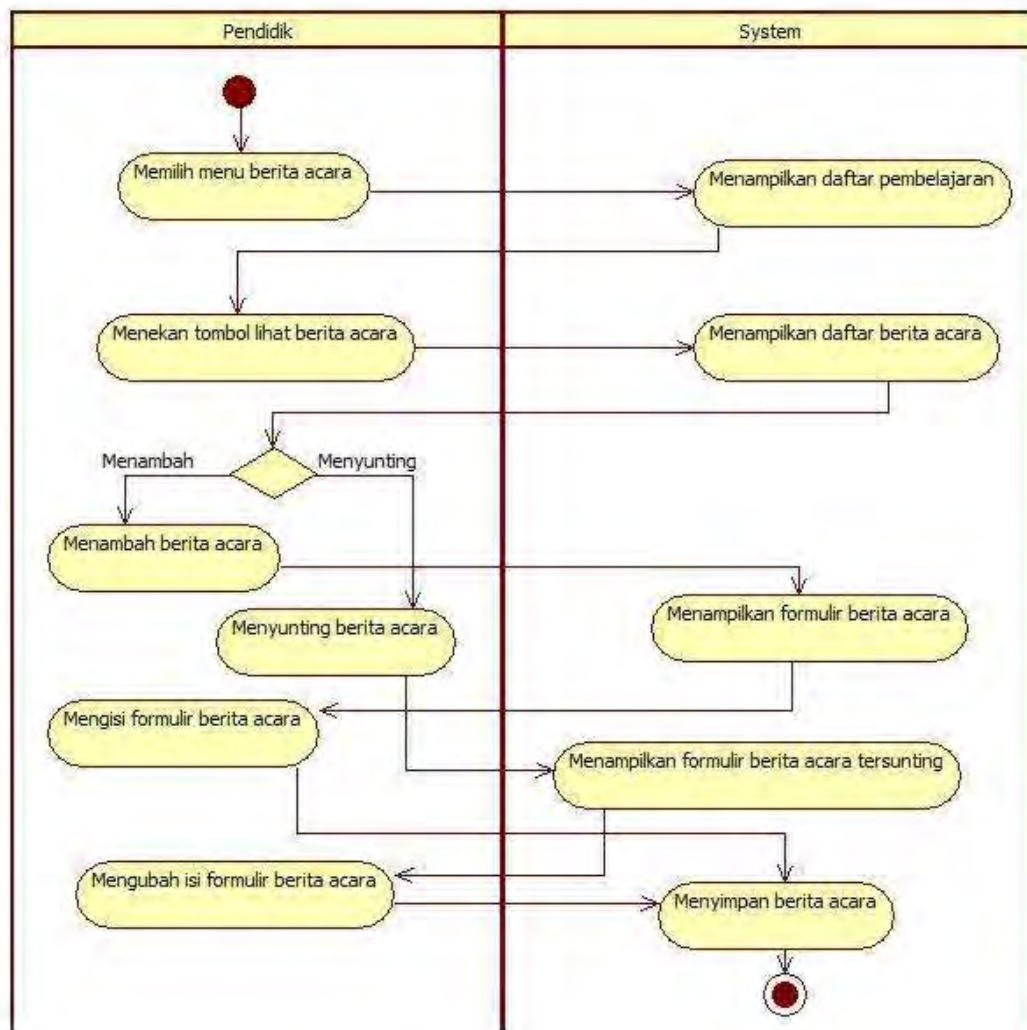 Pendidik
System
Memilih menu berita acara
Menampilkan daftar pembelajaran
Menekan tombol lihat berita acara
Menampilkan daftar berita acara
Menambah
Menyunting
Menambah berita acara
Menyunting berita acara
Menampilkan formulir berita acara
Mengisi formulir berita acara
Menampilkan formulir berita acara tersunting
Mengubah isi formulir berita acara
Menyimpan berita acara